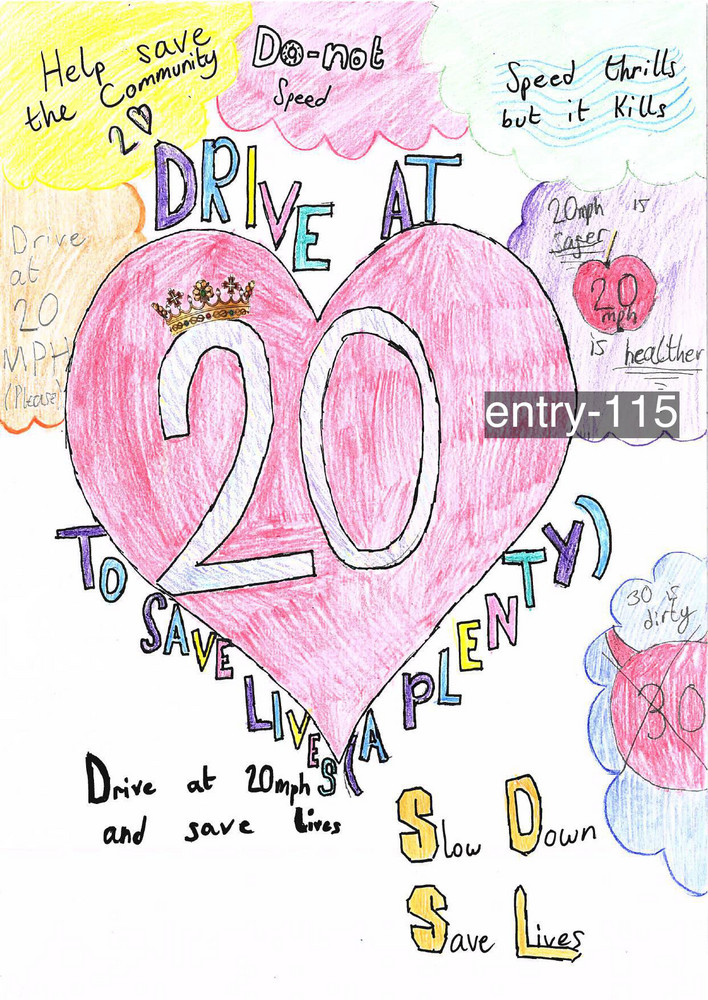 Help save
the Community
2 ♡
Do-not
Speed
Speed thrills
but it Kills
DRIVE AT
20
TO SAVE LIVES (A PLENTY)
Drive
at
20
MPH
(Please)
20mph is
safer
20
mph
is healther
entry-115
30 is
dirty
30
Drive at 20mph
and save Lives
Slow Down
Save Lives